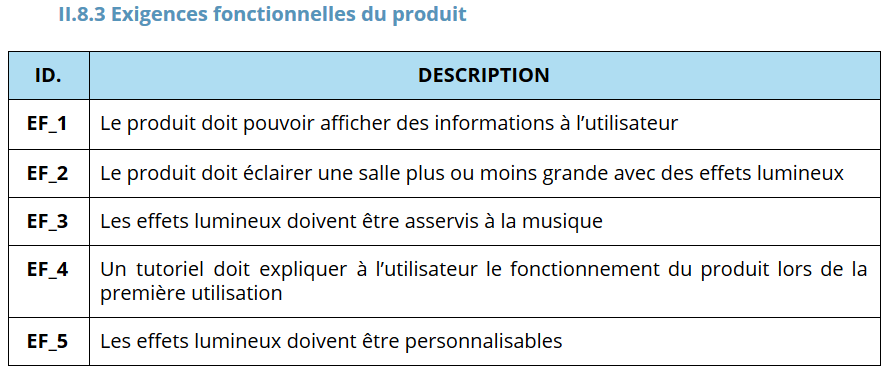 II.8.3 Exigences fonctionnelles du produit
ID. DESCRIPTION
EF_1 Le produit doit pouvoir afficher des informations à l’utilisateur
EF_2 Le produit doit éclairer une salle plus ou moins grande avec des effets lumineux
EF_3 Les effets lumineux doivent être asservis à la musique
EF_4 Un tutoriel doit expliquer à l’utilisateur le fonctionnement du produit lors de la
première utilisation
EF_5 Les effets lumineux doivent être personnalisables